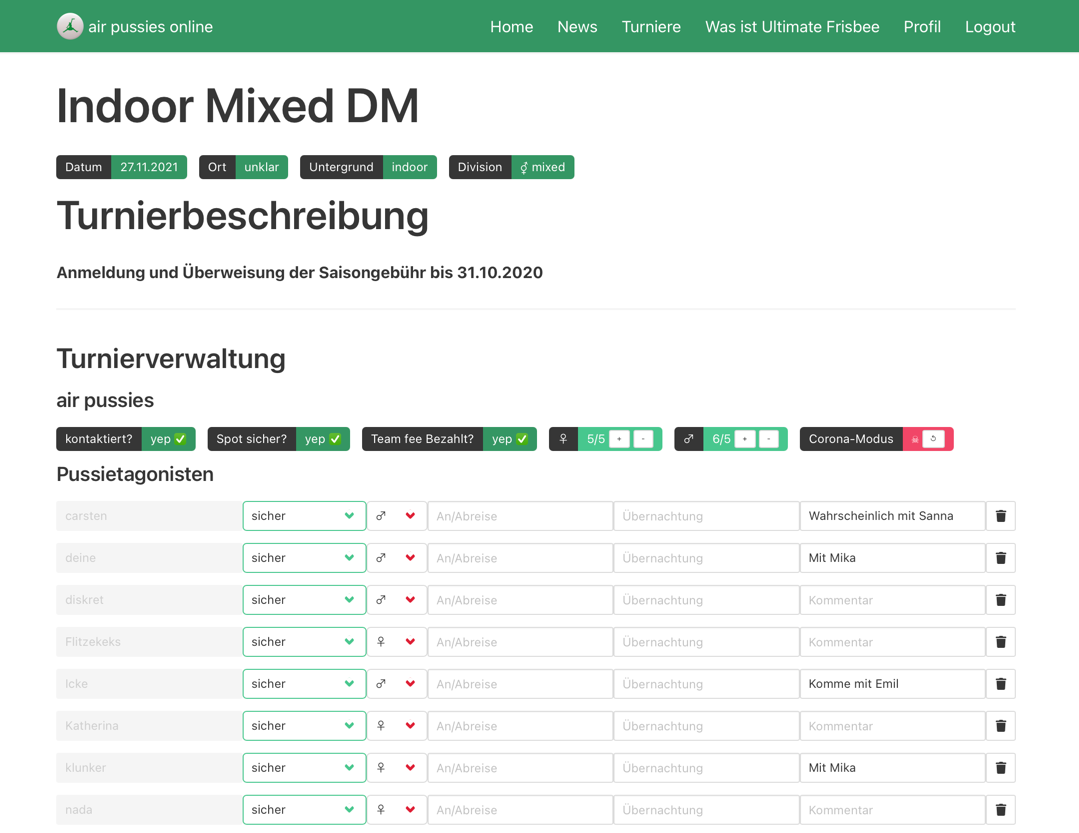 air pussies online Home News Turniere Was ist Ultimate Frisbee Profil Logout
Indoor Mixed DM
Datum 27.11.2021 Ort unklar Untergrund indoor Division ⚥ mixed
Turnierbeschreibung
Anmeldung und Überweisung der Saisongebühr bis 31.10.2020
Turnierverwaltung
air pussies
kontaktiert? yep ✅ Spot sicher? yep ✅ Team fee Bezahlt? yep ✅ ♀ 5/5 + - ♂ 6/6 + - Corona-Modus ☠ ↺
Pussietagonisten
carsten sicher ♂ An/Abreise Übernachtung Wahrscheinlich mit Sanna
deine sicher ♂ An/Abreise Übernachtung Mit Mika
diskret sicher ♂ An/Abreise Übernachtung Kommentar
Flitzekeks sicher ♀ An/Abreise Übernachtung Kommentar
Icke sicher ♂ An/Abreise Übernachtung Komme mit Emil
Katherina sicher ♀ An/Abreise Übernachtung Kommentar
klunker sicher ♀ An/Abreise Übernachtung Mit Mika
nada sicher ♀ An/Abreise Übernachtung Kommentar